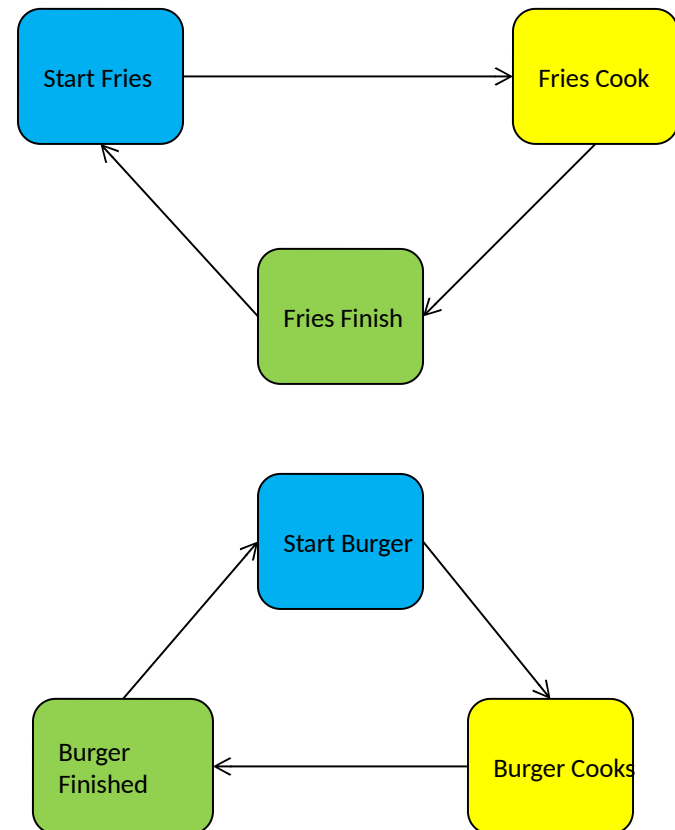 Start Fries
Fries Cook
Fries Finish
Start Burger
Burger
Finished
Burger Cooks